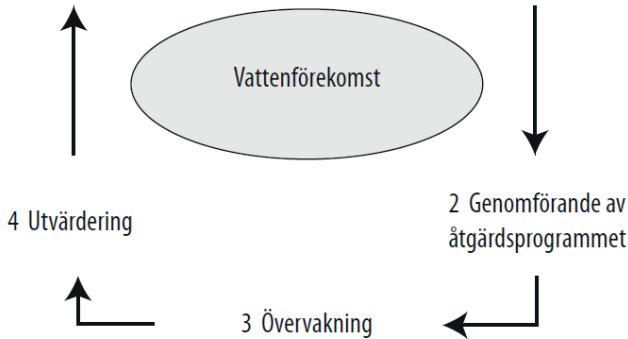 Vattenförekomst
4 Utvärdering
2 Genomförande av
åtgärdsprogrammet
3 Övervakning